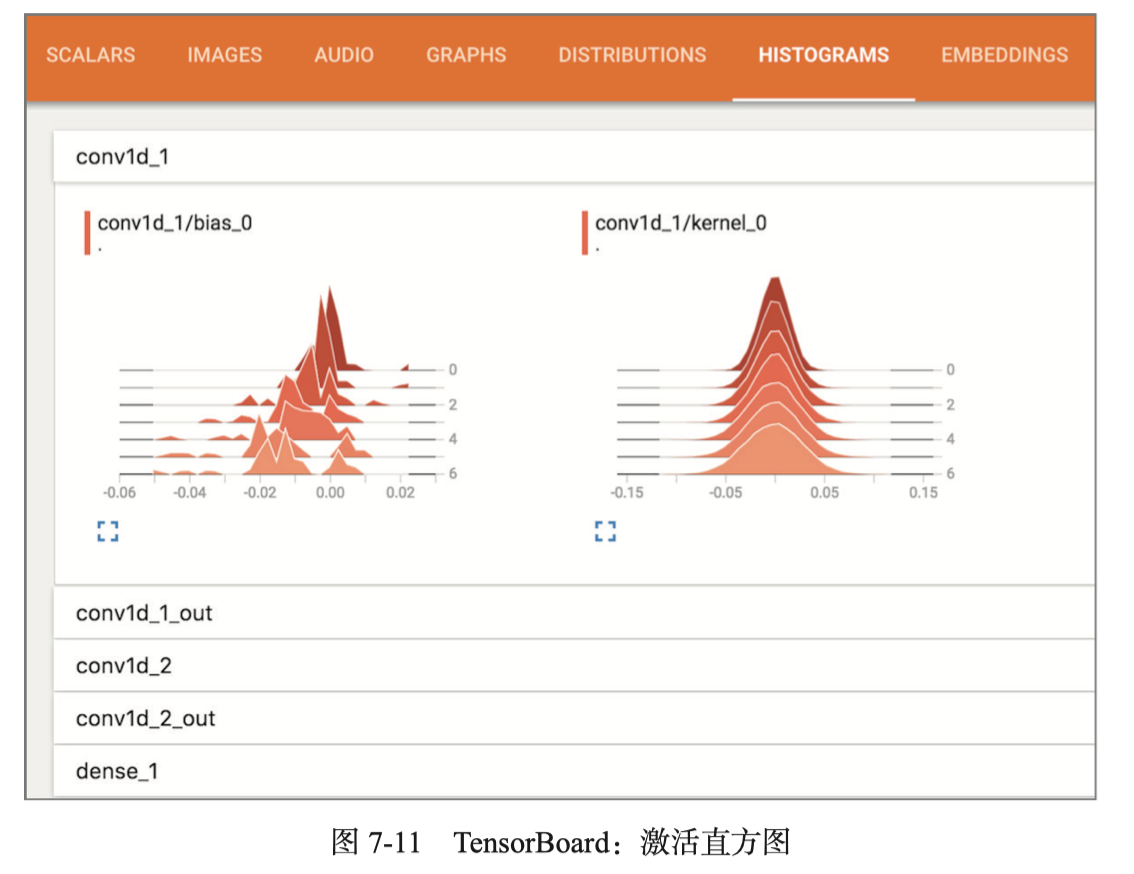 SCALARS IMAGES AUDIO GRAPHS DISTRIBUTIONS HISTOGRAMS EMBEDDINGS
conv1d_1
conv1d_1/bias_0 conv1d_1/kernel_0
. .
0 0
2 2
4 4
6 6
-0.06 -0.04 -0.02 0.00 0.02 -0.15 -0.05 0.05 0.15
conv1d_1_out
conv1d_2
conv1d_2_out
dense_1
图 7-11 TensorBoard：激活直方图